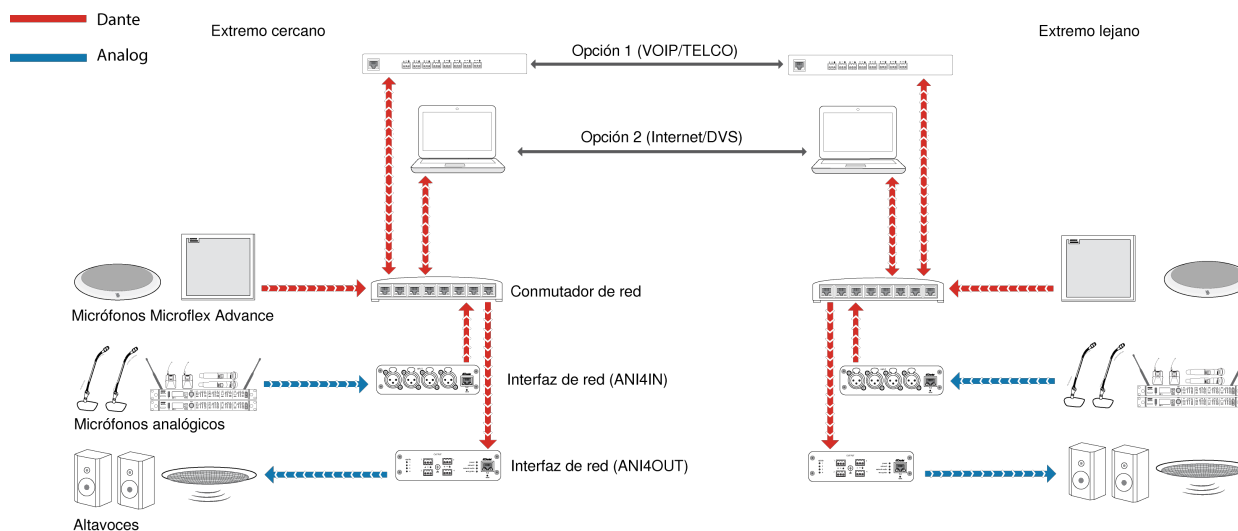 Dante
Analog
Extremo cercano
Extremo lejano
Opción 1 (VOIP/TELCO)
Opción 2 (Internet/DVS)
Conmutador de red
Micrófonos Microflex Advance
Interfaz de red (ANI4IN)
Micrófonos analógicos
Interfaz de red (ANI4OUT)
Altavoces